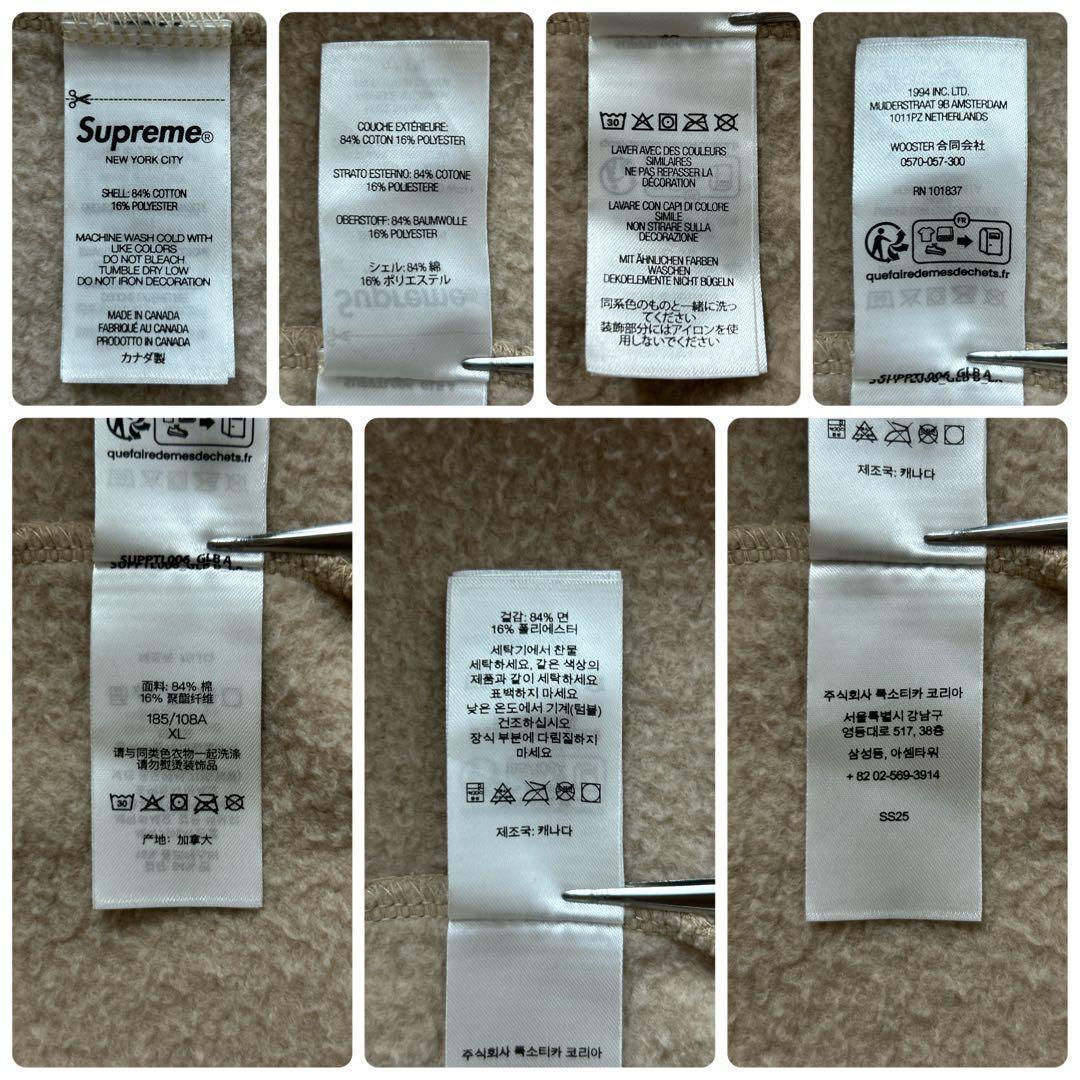 Supreme®
NEW YORK CITY
SHELL: 84% COTTON
16% POLYESTER
MACHINE WASH COLD WITH
LIKE COLORS
DO NOT BLEACH
TUMBLE DRY LOW
DO NOT IRON DECORATION
MADE IN CANADA
FABRIQUÉ AU CANADA
PRODOTTO IN CANADA
カナダ製
COUCHE EXTÉRIEURE:
84% COTON 16% POLYESTER
STRATO ESTERNO: 84% COTONE
16% POLIESTERE
OBERSTOFF: 84% BAUMWOLLE
16% POLYESTER
シェル: 84% 綿
16% ポリエステル
30
LAVER AVEC DES COULEURS
SIMILAIRES
NE PAS REPASSER LA
DÉCORATION
LAVARE CON CAPI DI COLORE
SIMILE
NON STIRARE SULLA
DECORAZIONE
MIT ÄHNLICHEN FARBEN
WASCHEN
DEKOELEMENTE NICHT BÜGELN
同系色のものと一緒に洗っ
てください
装飾部分にはアイロンを使
用しないでください
1994 INC. LTD.
MUIDERSTRAAT 9B AMSTERDAM
1011PZ NETHERLANDS
WOOSTER 合同会社
0570-057-300
RN 101837
FR
quefairedemesdechets.fr
quefairedemesdechets.fr
面料: 84% 棉
16% 聚酯纤维
185/108A
XL
请与同类色衣物一起洗涤
请勿熨烫装饰品
30
产地: 加拿大
겉감: 84% 면
16% 폴리에스터
세탁기에서 찬물
세탁하세요, 같은 색상의
제품과 같이 세탁하세요
표백하지 마세요
낮은 온도에서 기계(텀블)
건조하십시오
장식 부분에 다림질하지
마세요
제조국: 캐나다
주식회사 룩소티카 코리아
제조국: 캐나다
주식회사 룩소티카 코리아
서울특별시 강남구
영등대로 517, 38층
삼성동, 아셈타워
+ 82 02-569-3914
SS25